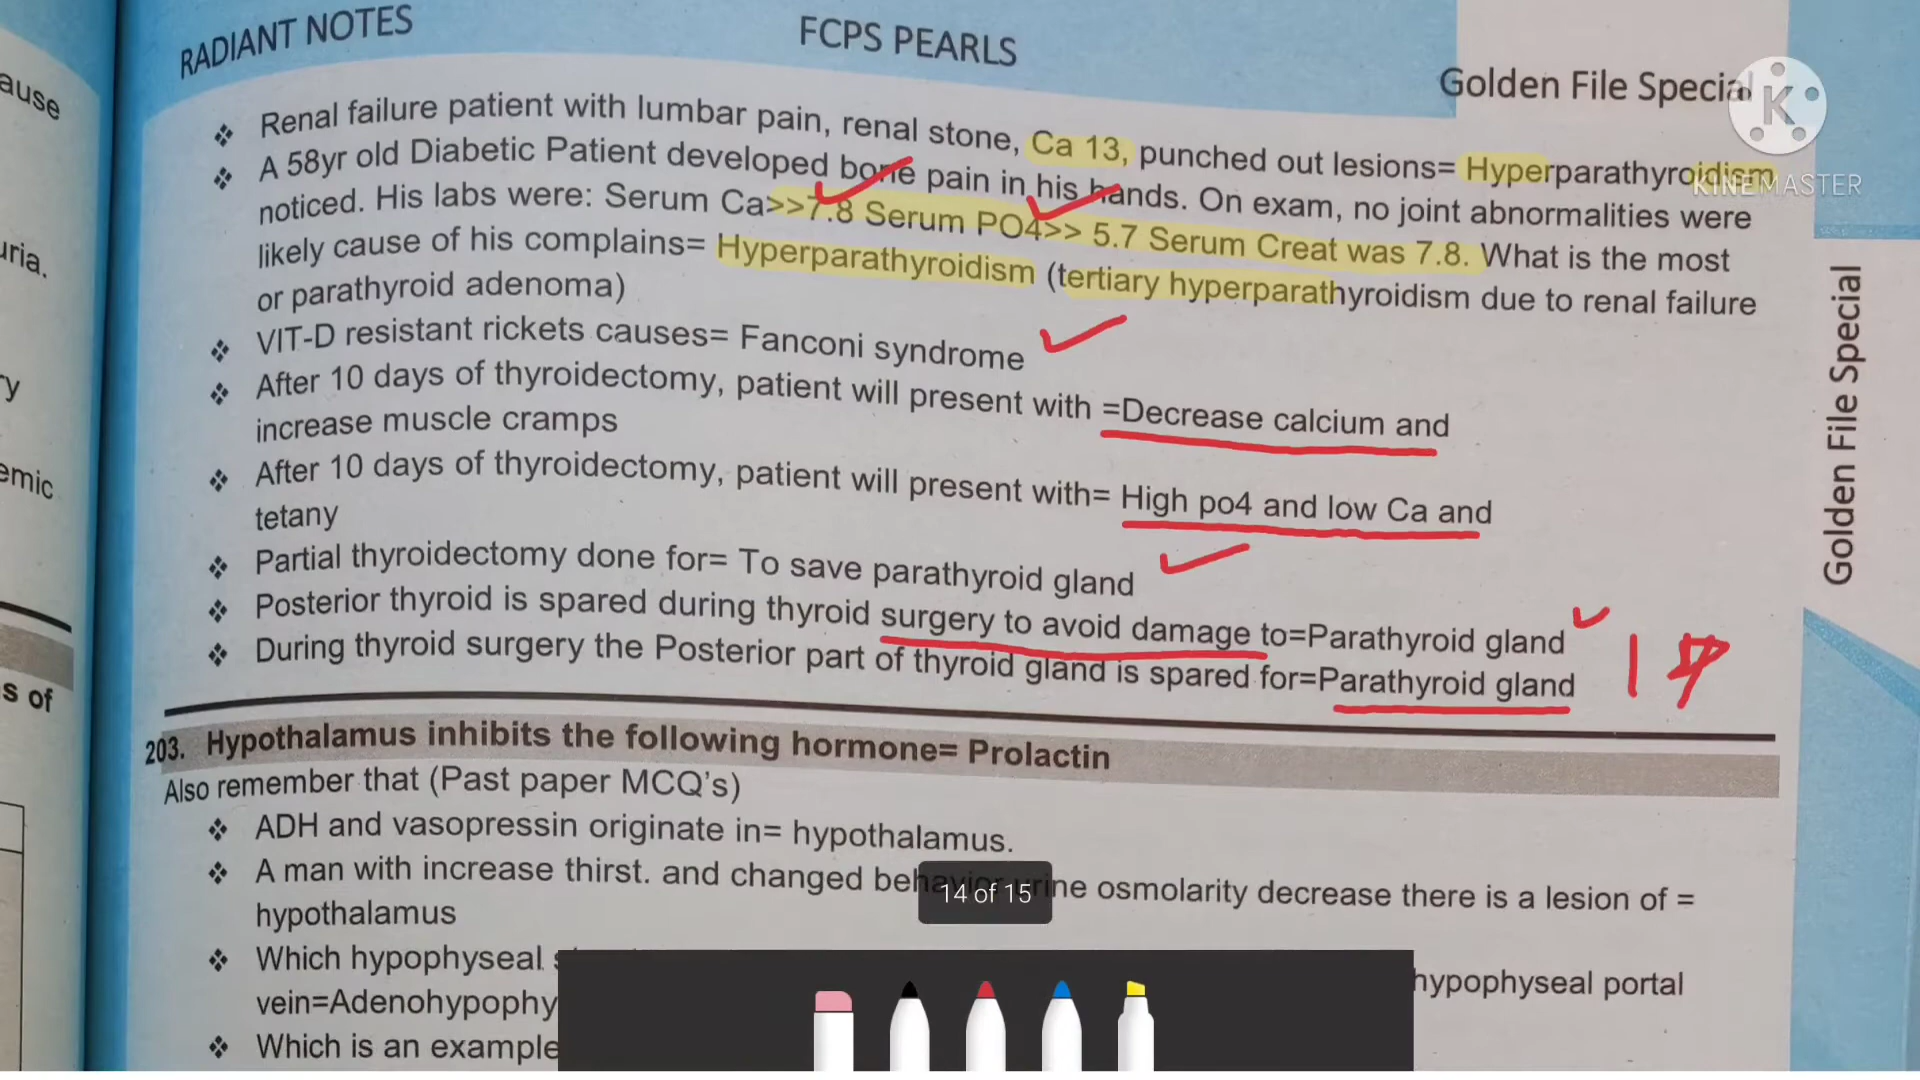 RADIANT NOTES
FCPS PEARLS
Golden File Special
KINEMASTER
❖ Renal failure patient with lumbar pain, renal stone, Ca 13, punched out lesions= Hyperparathyroidism
❖ A 58yr old Diabetic Patient developed bone pain in his hands. On exam, no joint abnormalities were
noticed. His labs were: Serum Ca>>7.8 Serum PO4>> 5.7 Serum Creat was 7.8. What is the most
likely cause of his complains= Hyperparathyroidism (tertiary hyperparathyroidism due to renal failure
or parathyroid adenoma)
❖ VIT-D resistant rickets causes= Fanconi syndrome
❖ After 10 days of thyroidectomy, patient will present with =Decrease calcium and
increase muscle cramps
❖ After 10 days of thyroidectomy, patient will present with= High po4 and low Ca and
tetany
❖ Partial thyroidectomy done for= To save parathyroid gland
❖ Posterior thyroid is spared during thyroid surgery to avoid damage to=Parathyroid gland
❖ During thyroid surgery the Posterior part of thyroid gland is spared for=Parathyroid gland
203. Hypothalamus inhibits the following hormone= Prolactin
Also remember that (Past paper MCQ's)
❖ ADH and vasopressin originate in= hypothalamus.
❖ A man with increase thirst. and changed behavior urine osmolarity decrease there is a lesion of =
hypothalamus
❖ Which hypophyseal
hypophyseal portal
vein=Adenohypophy
❖ Which is an example
14 of 15
Golden File Special
ause
uria.
ry
emic
s of